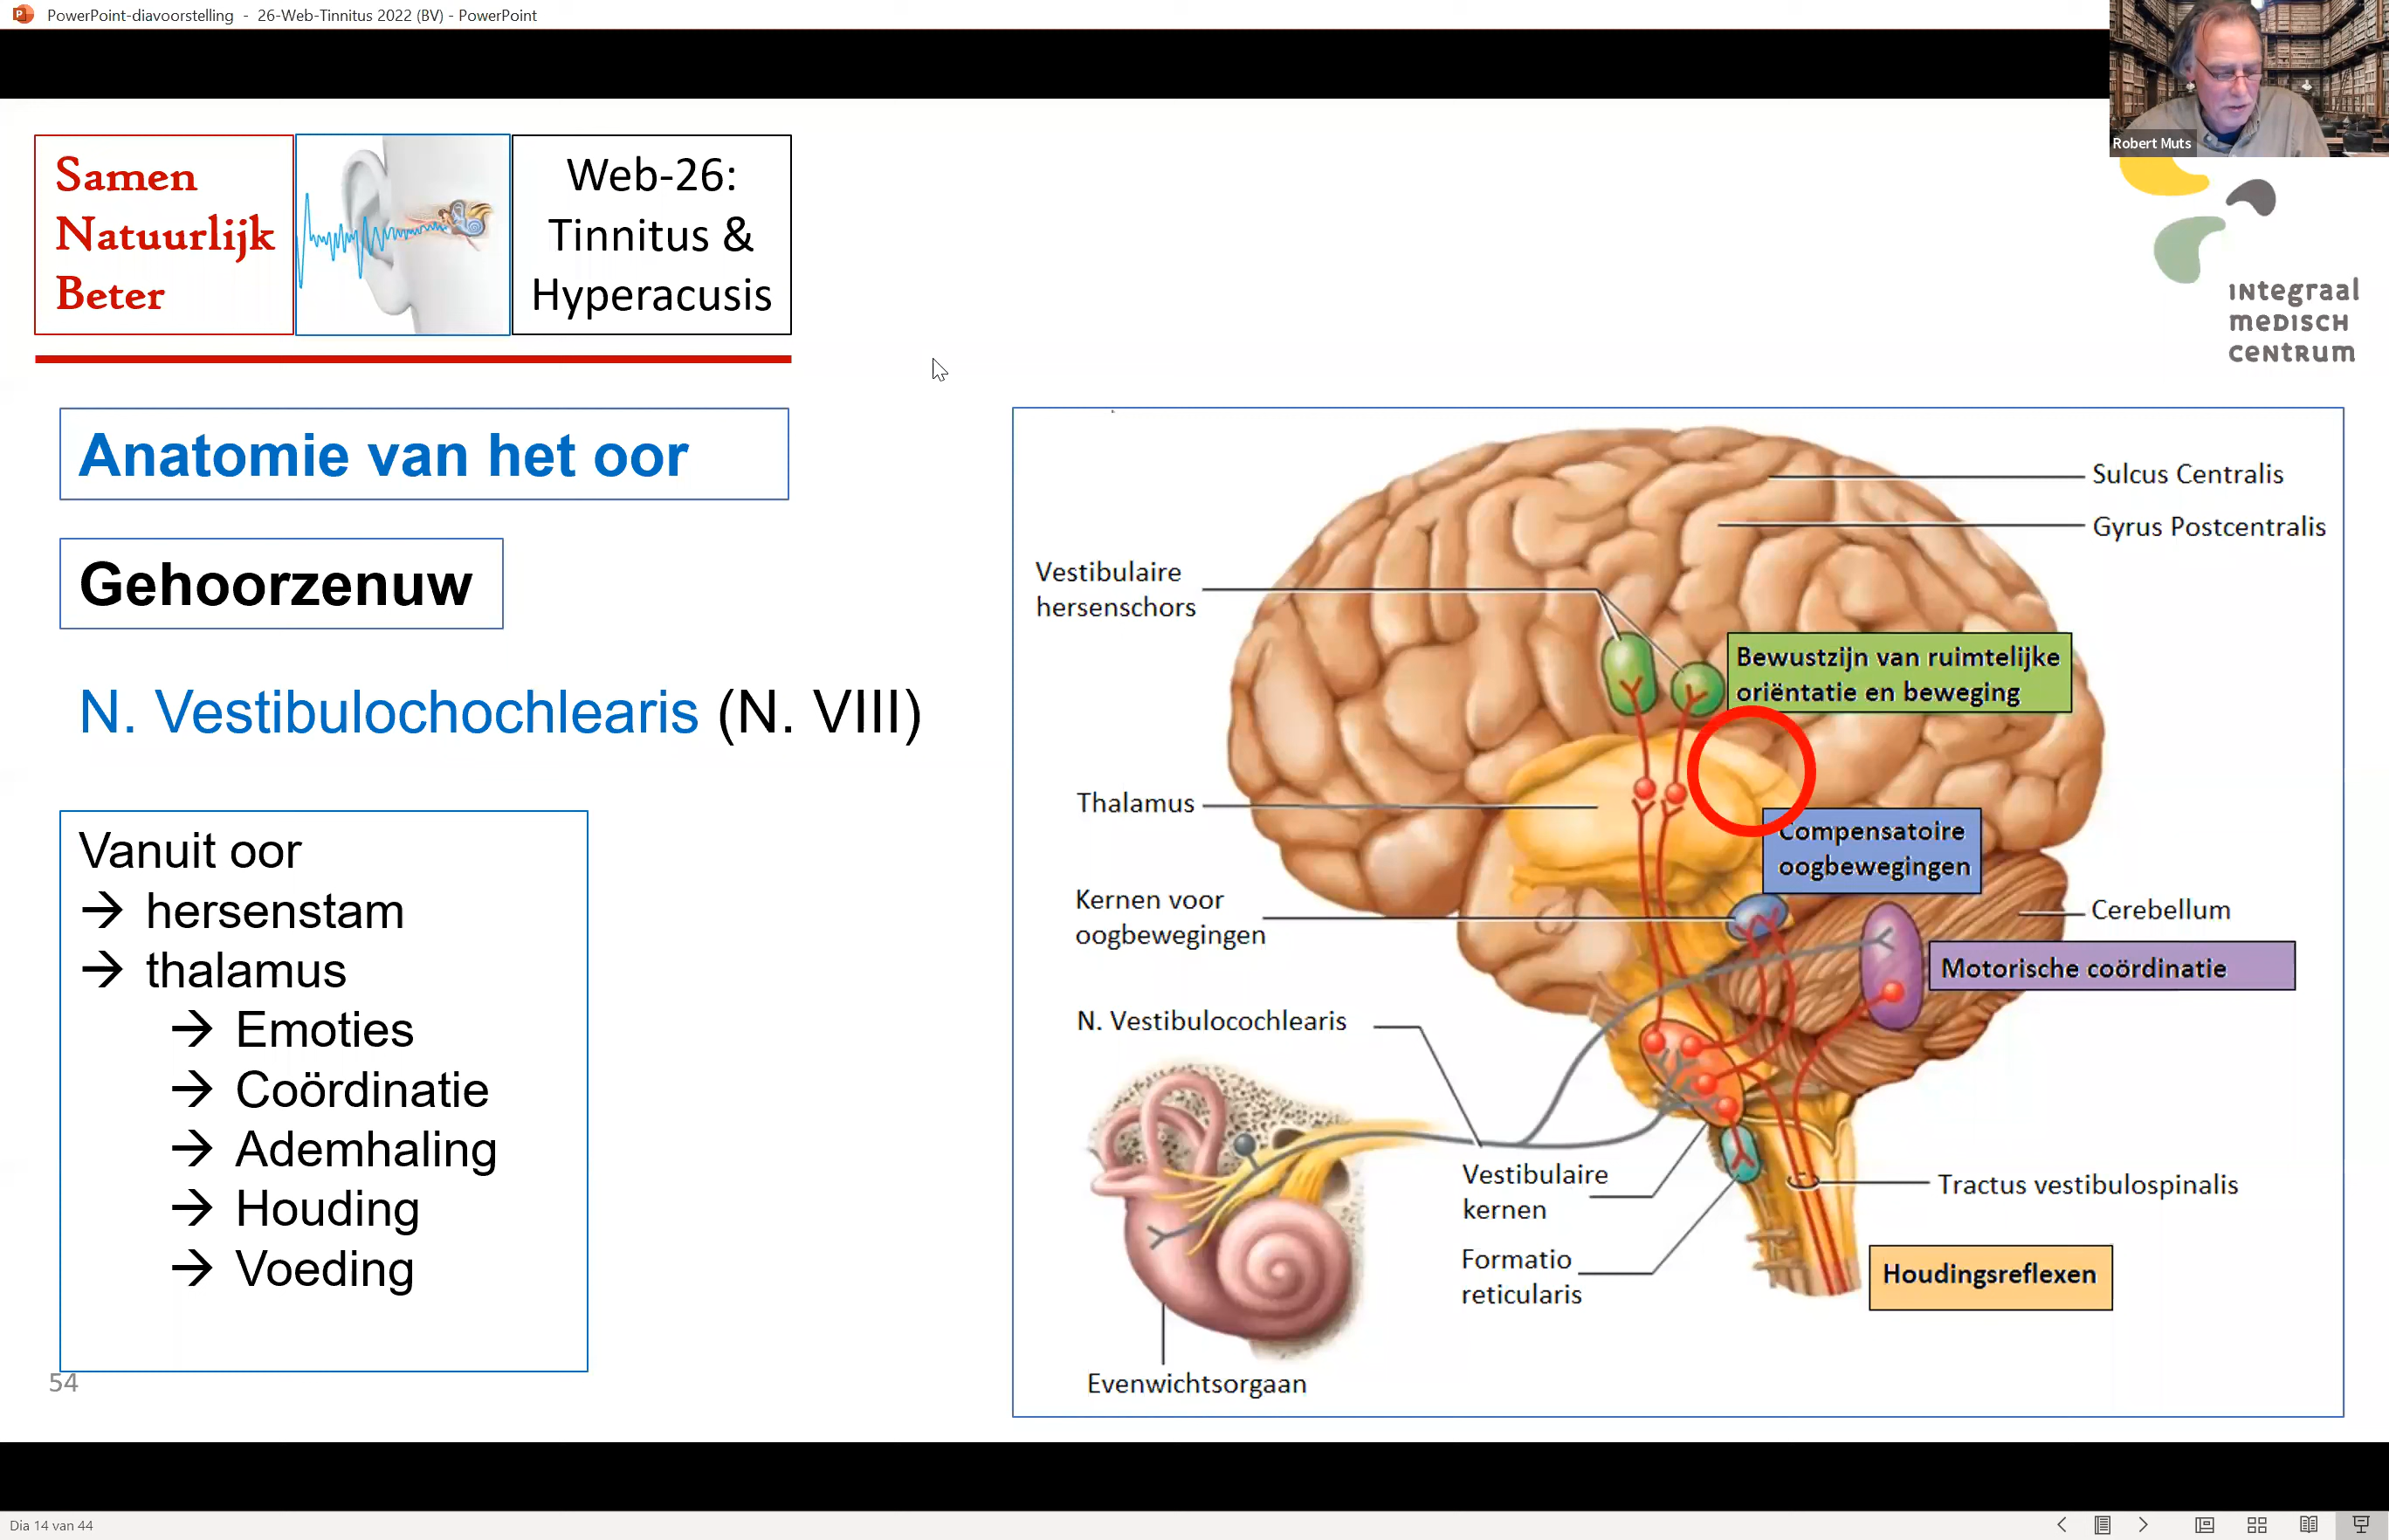 PowerPoint-diavoorstelling - 26-Web-Tinnitus 2022 (BV) - PowerPoint
Robert Muts
Samen
Natuurlijk
Beter
Web-26:
Tinnitus &
Hyperacusis
integraal
medisch
centrum
Anatomie van het oor
Gehoorzenuw
N. Vestibulochochlearis (N. VIII)
Vanuit oor
→ hersenstam
→ thalamus
→ Emoties
→ Coördinatie
→ Ademhaling
→ Houding
→ Voeding
54
Sulcus Centralis
Gyrus Postcentralis
Vestibulaire
hersenschors
Bewustzijn van ruimtelijke
oriëntatie en beweging
Thalamus
Compensatoire
oogbewegingen
Kernen voor
oogbewegingen
Cerebellum
Motorische coördinatie
N. Vestibulocochlearis
Vestibulaire
kernen
Tractus vestibulospinalis
Formatio
reticularis
Houdingsreflexen
Evenwichtsorgaan
Dia 14 van 44